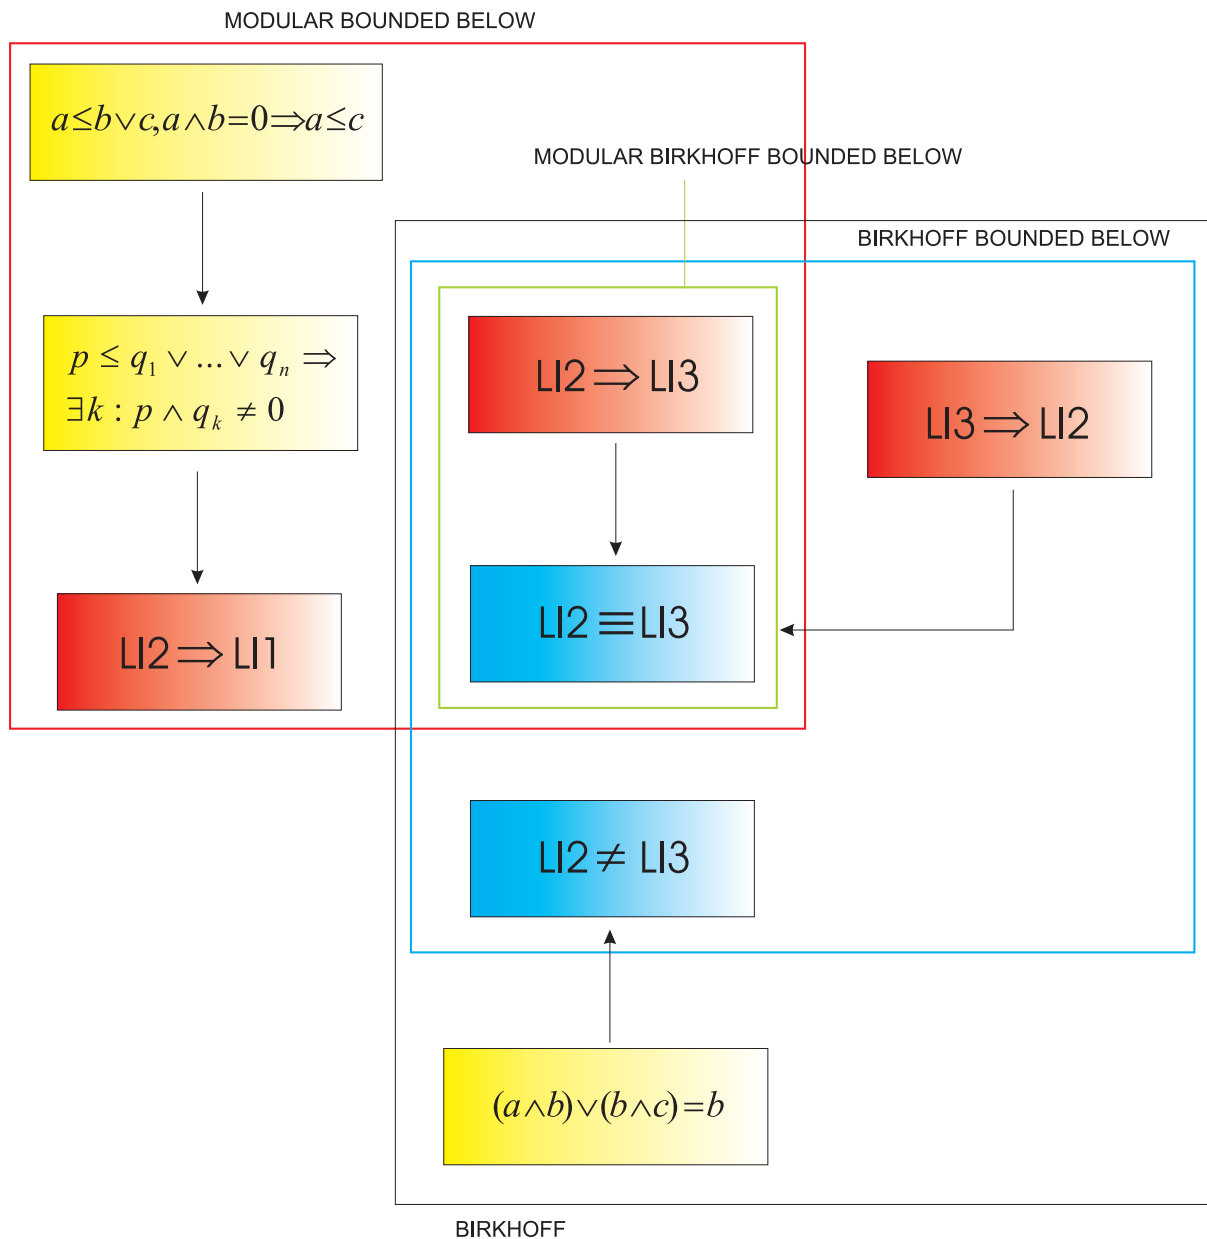 MODULAR BOUNDED BELOW
a≤b∨c,a∧b=0⇒a≤c
MODULAR BIRKHOFF BOUNDED BELOW
BIRKHOFF BOUNDED BELOW
p ≤ q₁ ∨ ... ∨ qₙ ⇒
∃k : p ∧ qₖ ≠ 0
LI2⇒LI3
LI3⇒LI2
LI2⇒LI1
LI2≡LI3
LI2≠LI3
(a∧b)∨(b∧c)=b
BIRKHOFF